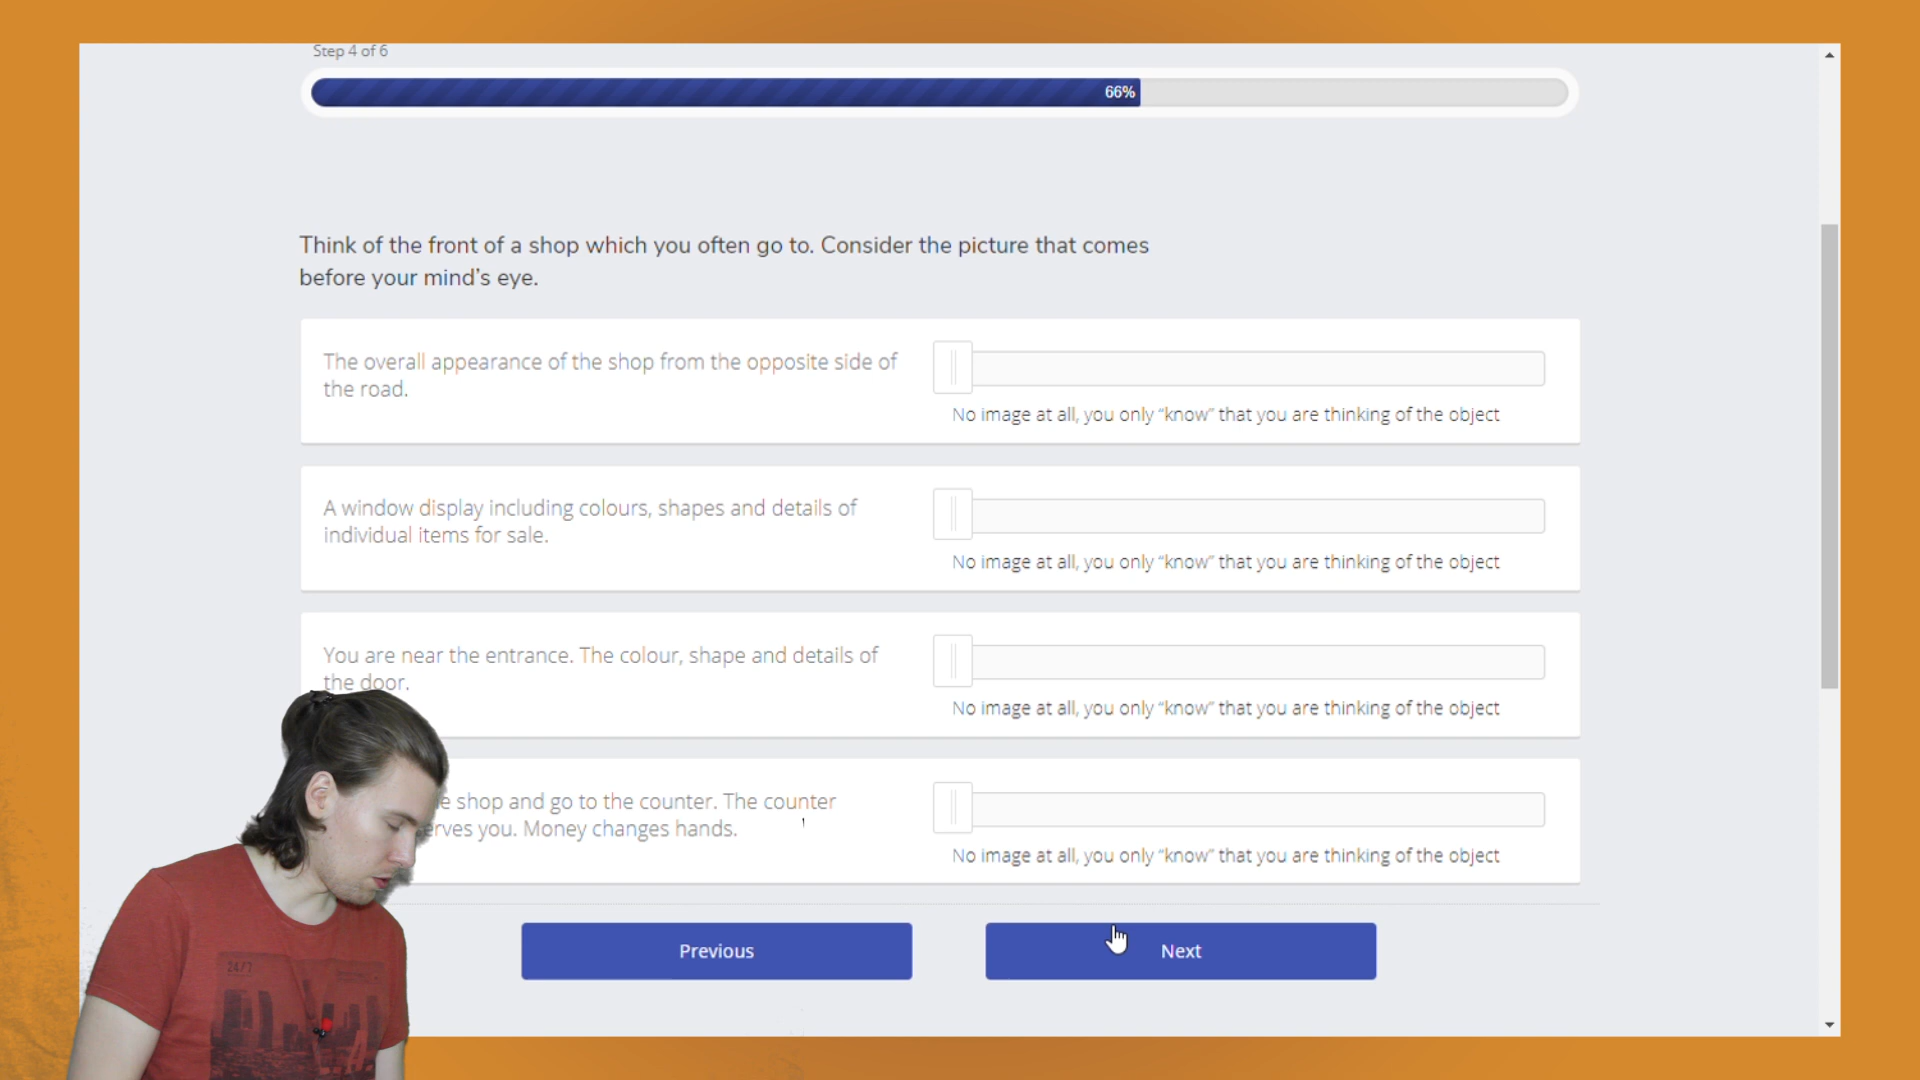 Step 4 of 6
66%
Think of the front of a shop which you often go to. Consider the picture that comes
before your mind's eye.
The overall appearance of the shop from the opposite side of
the road.
No image at all, you only “know” that you are thinking of the object
A window display including colours, shapes and details of
individual items for sale.
No image at all, you only “know” that you are thinking of the object
You are near the entrance. The colour, shape and details of
the door.
No image at all, you only “know” that you are thinking of the object
shop and go to the counter. The counter
you. Money changes hands.
No image at all, you only “know” that you are thinking of the object
Previous
Next
24/7